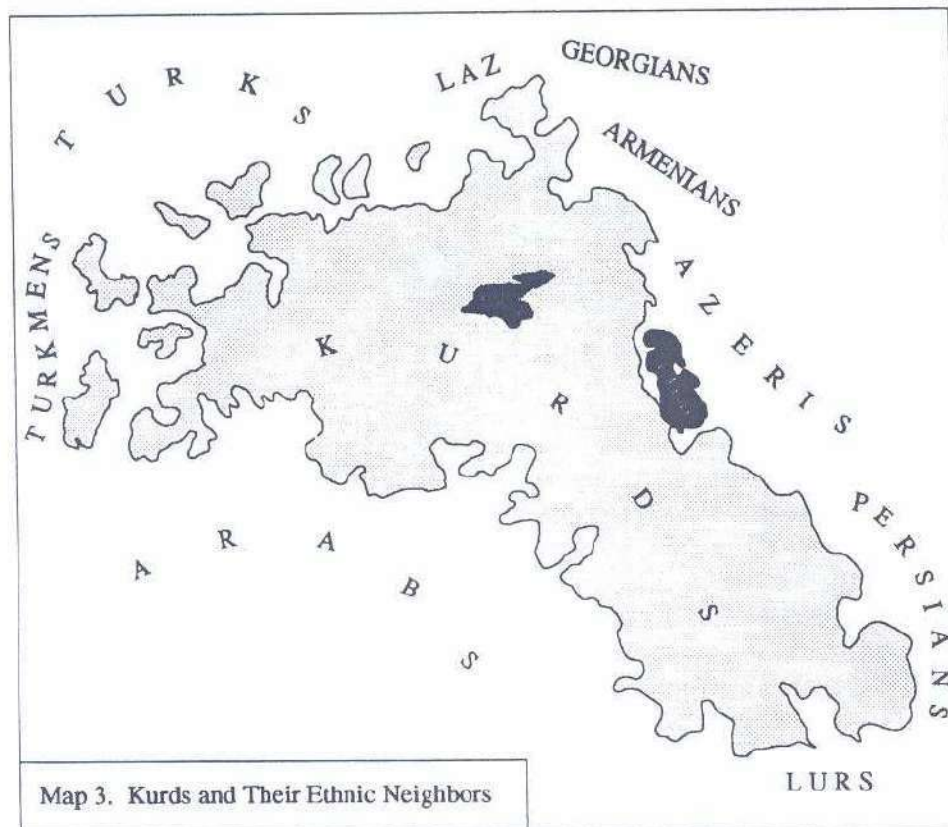 TURKS
LAZ
GEORGIANS
ARMENIANS
TURKMENS
AZERIS
KURDS
PERSIANS
ARABS
LURS
Map 3. Kurds and Their Ethnic Neighbors